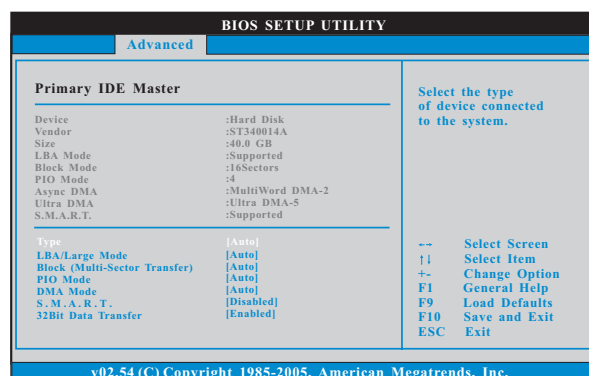 BIOS SETUP UTILITY
Advanced
Primary IDE Master
Device :Hard Disk
Vendor :ST340014A
Size :40.0 GB
LBA Mode :Supported
Block Mode :16Sectors
PIO Mode :4
Async DMA :MultiWord DMA-2
Ultra DMA :Ultra DMA-5
S.M.A.R.T. :Supported
Type [Auto]
LBA/Large Mode [Auto]
Block (Multi-Sector Transfer) [Auto]
PIO Mode [Auto]
DMA Mode [Auto]
S.M.A.R.T. [Disabled]
32Bit Data Transfer [Enabled]
Select the type
of device connected
to the system.
←→ Select Screen
↑↓ Select Item
+- Change Option
F1 General Help
F9 Load Defaults
F10 Save and Exit
ESC Exit
v02.54 (C) Copyright 1985-2005, American Megatrends, Inc.